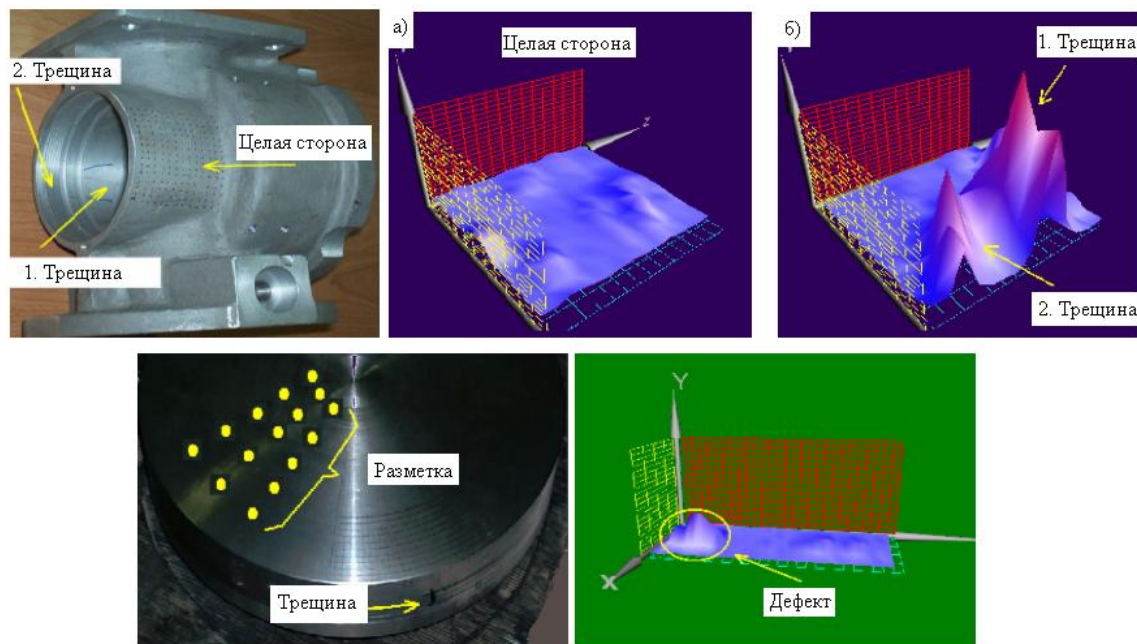 2. Трещина
Целая сторона
1. Трещина
а)
Целая сторона
z
б)
1. Трещина
2. Трещина
Разметка
Трещина
Y
X
Дефект